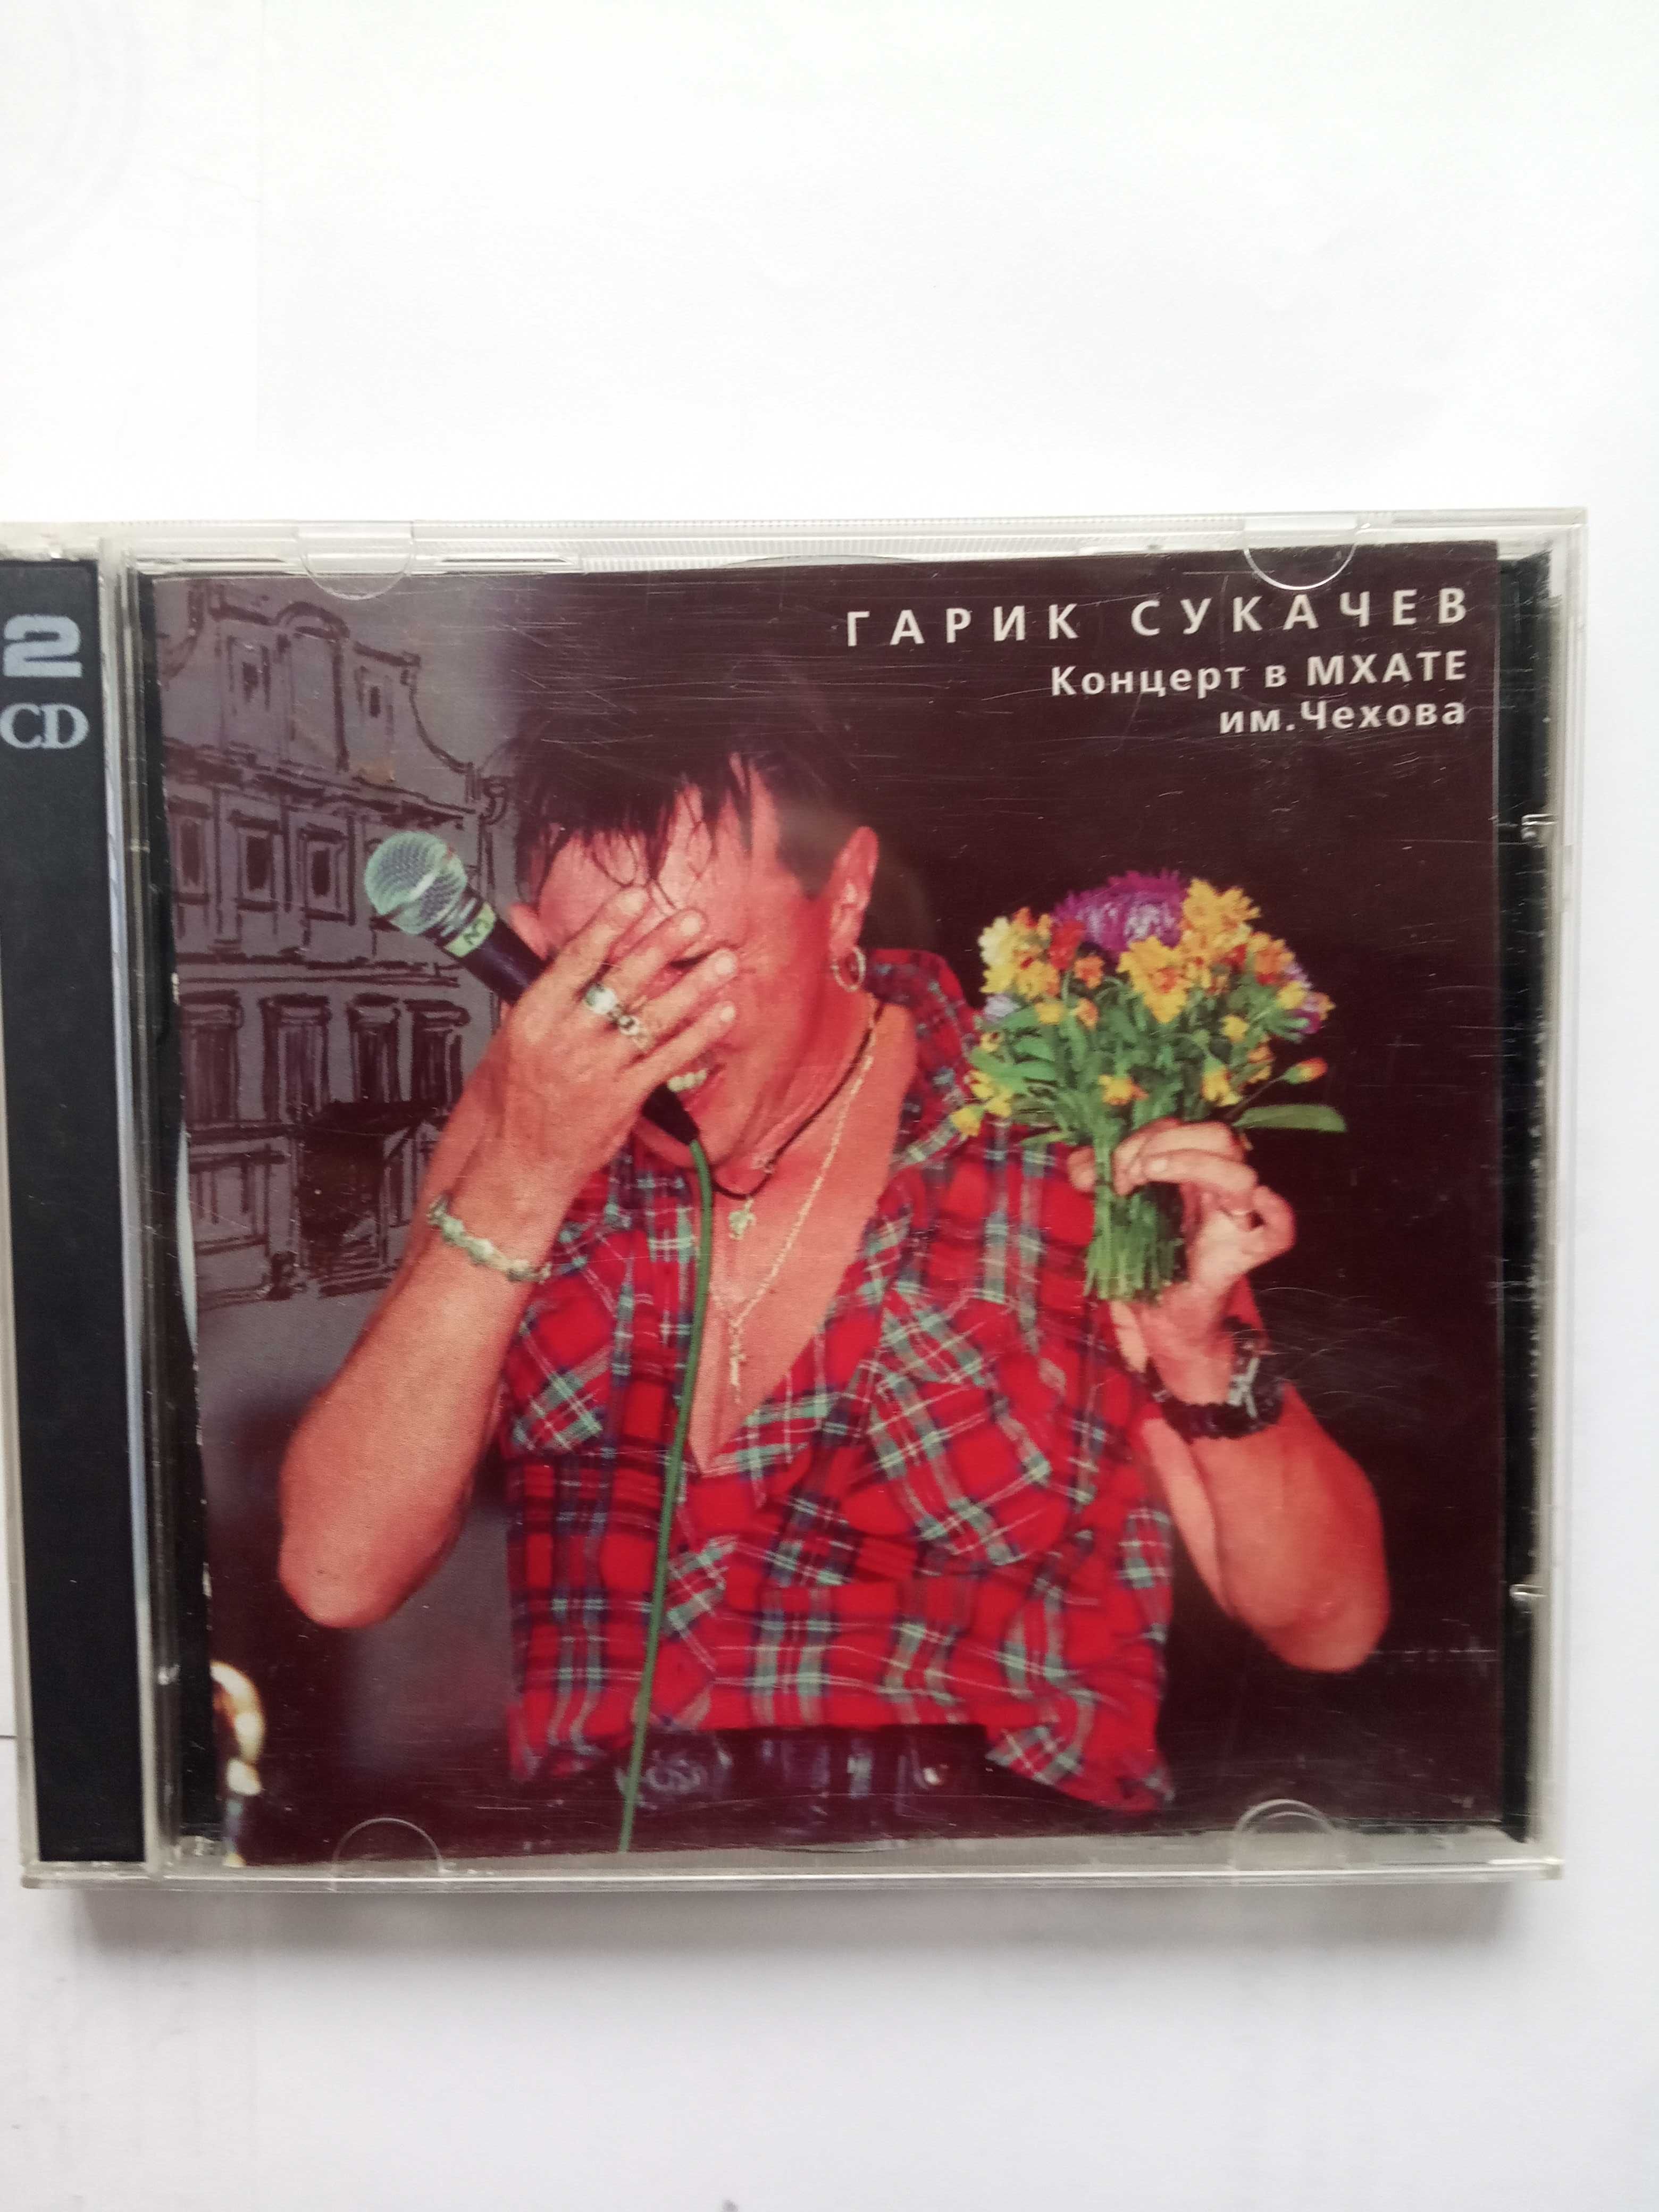 2
CD
ГАРИК СУКАЧЕВ
Концерт в МХАТЕ
им.Чехова